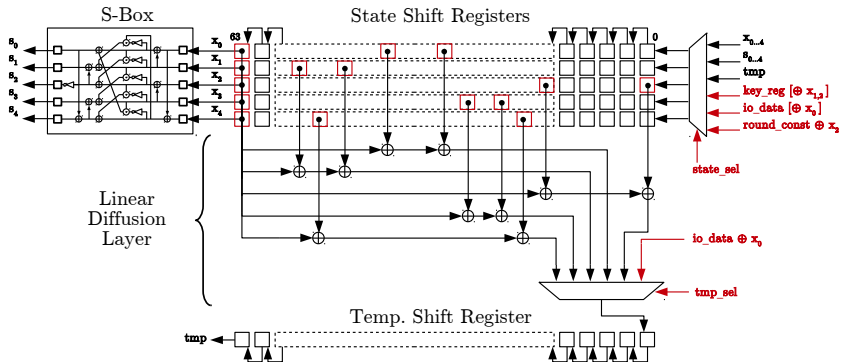 S-Box
State Shift Registers
63
0
s₀
s₁
s₂
s₃
s₄
x₀
x₁
x₂
x₃
x₄
x₀...₄
s₀...₄
tmp
key_reg [⊕ x₁,₂]
io_data [⊕ x₀]
round_const ⊕ x₂
state_sel
Linear
Diffusion
Layer
io_data ⊕ x₀
tmp_sel
Temp. Shift Register
tmp